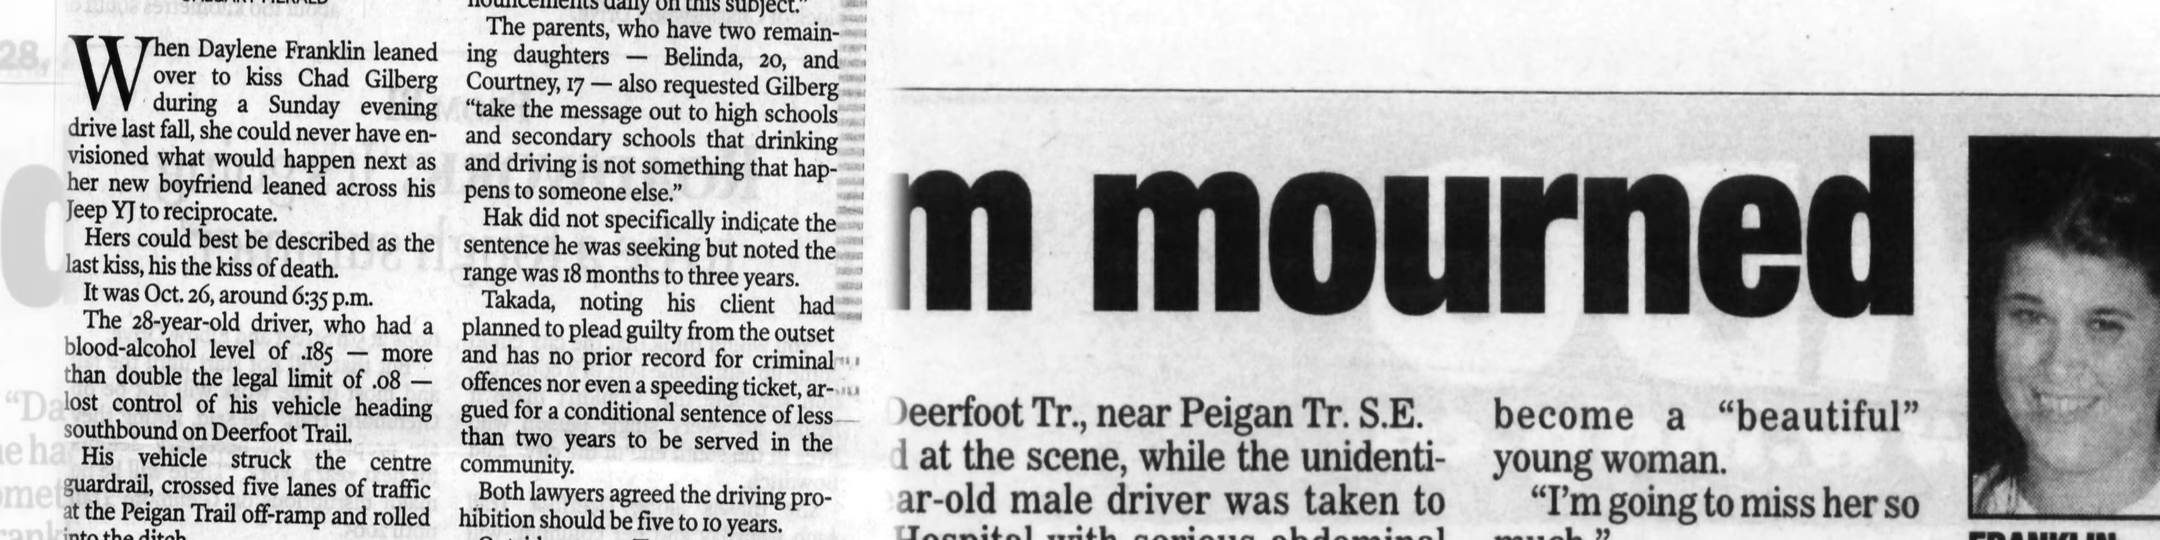 When Daylene Franklin leaned
over to kiss Chad Gilberg
during a Sunday evening
drive last fall, she could never have en-
visioned what would happen next as
her new boyfriend leaned across his
Jeep YJ to reciprocate.
Hers could best be described as the
last kiss, his the kiss of death.
It was Oct. 26, around 6:35 p.m.
The 28-year-old driver, who had a
blood-alcohol level of .185 — more
than double the legal limit of .08 —
lost control of his vehicle heading
southbound on Deerfoot Trail.
His vehicle struck the centre
guardrail, crossed five lanes of traffic
at the Peigan Trail off-ramp and rolled
into the ditch
nouncements daily on this subject."
The parents, who have two remain-
ing daughters — Belinda, 20, and
Courtney, 17 — also requested Gilberg
"take the message out to high schools
and secondary schools that drinking
and driving is not something that hap-
pens to someone else."
Hak did not specifically indicate the
sentence he was seeking but noted the
range was 18 months to three years.
Takada, noting his client had
planned to plead guilty from the outset
and has no prior record for criminal
offences nor even a speeding ticket, ar-
gued for a conditional sentence of less
than two years to be served in the
community.
Both lawyers agreed the driving pro-
hibition should be five to 10 years.
m mourned
Deerfoot Tr., near Peigan Tr. S.E.
d at the scene, while the unidenti-
ar-old male driver was taken to
Hospital with serious abdominal
become a "beautiful"
young woman.
"I'm going to miss her so
much."
FRANKLIN
28,
"Da
e ha
ome
rank